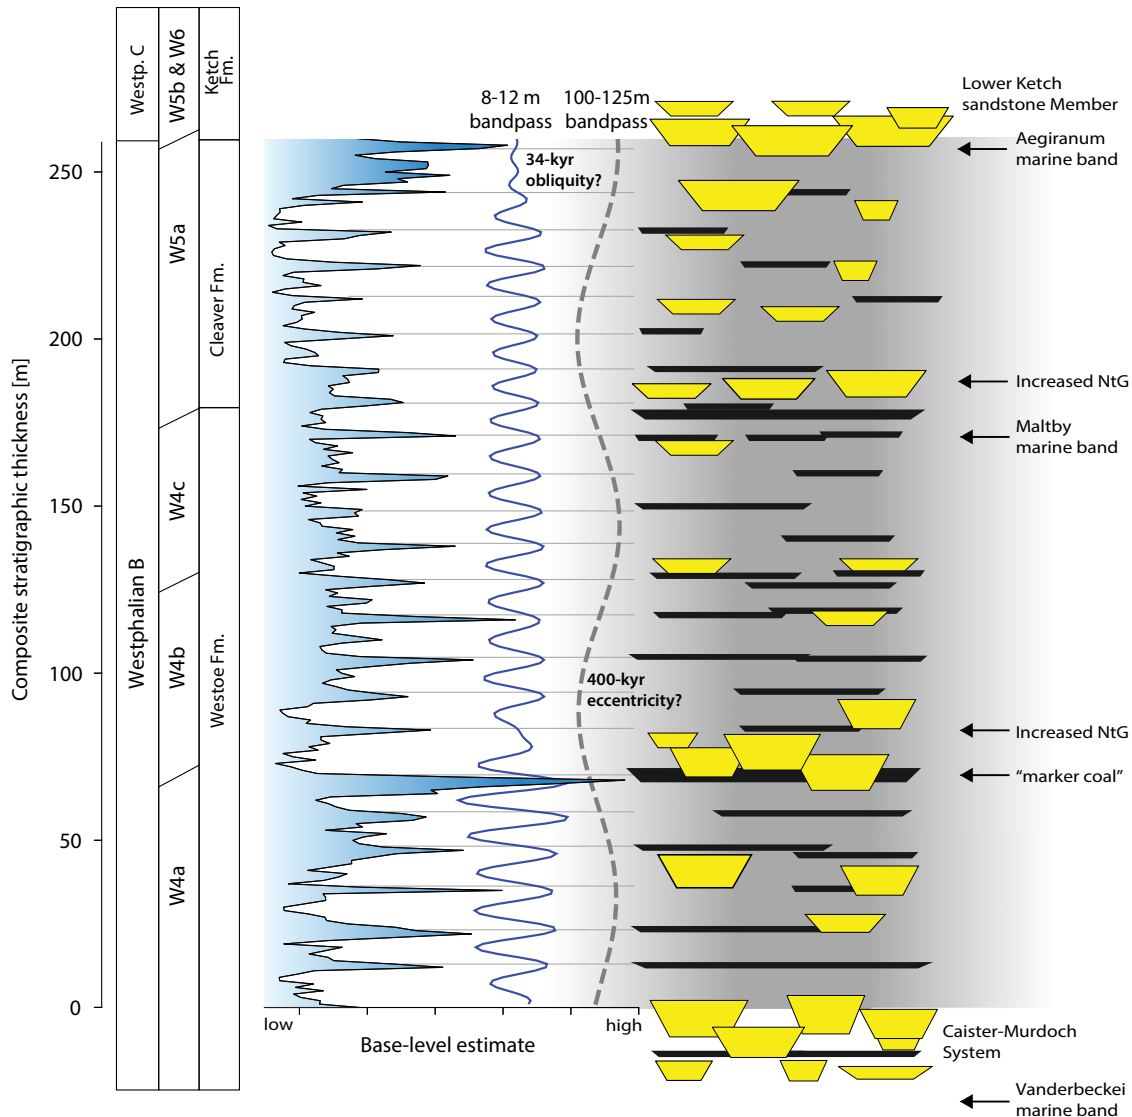 Westp. C
W5b & W6
Ketch
Fm.
8-12 m
bandpass
100-125m
bandpass
Lower Ketch
sandstone Member
Aegiranum
marine band
34-kyr
obliquity?
250
W5a
Cleaver Fm.
200
Increased NtG
Maltby
marine band
Composite stratigraphic thickness [m]
W4c
150
Westphalian B
W4b
Westoe Fm.
100
400-kyr
eccentricity?
Increased NtG
"marker coal"
50
W4a
0
low
high
Base-level estimate
Caister-Murdoch
System
Vanderbeckei
marine band